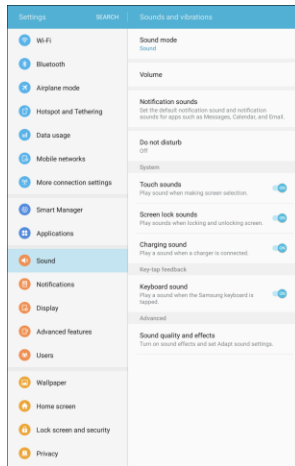 Settings
SEARCH
Sounds and vibrations
Wi-Fi
Bluetooth
Airplane mode
Hotspot and Tethering
Data usage
Mobile networks
More connection settings
Smart Manager
Applications
Sound
Notifications
Display
Advanced features
Users
Wallpaper
Home screen
Lock screen and security
Privacy
Sound mode
Sound
Volume
Notification sounds
Set the default notification sound and notification
sounds for apps such as Messages, Calendar, and Email.
Do not disturb
Off
System
Touch sounds
Play sound when making screen selection.
ON
Screen lock sounds
Play sounds when locking and unlocking screen.
ON
Charging sound
Play a sound when a charger is connected.
ON
Key-tap feedback
Keyboard sound
Play a sound when the Samsung keyboard is
tapped.
ON
Advanced
Sound quality and effects
Turn on sound effects and set Adapt sound settings.